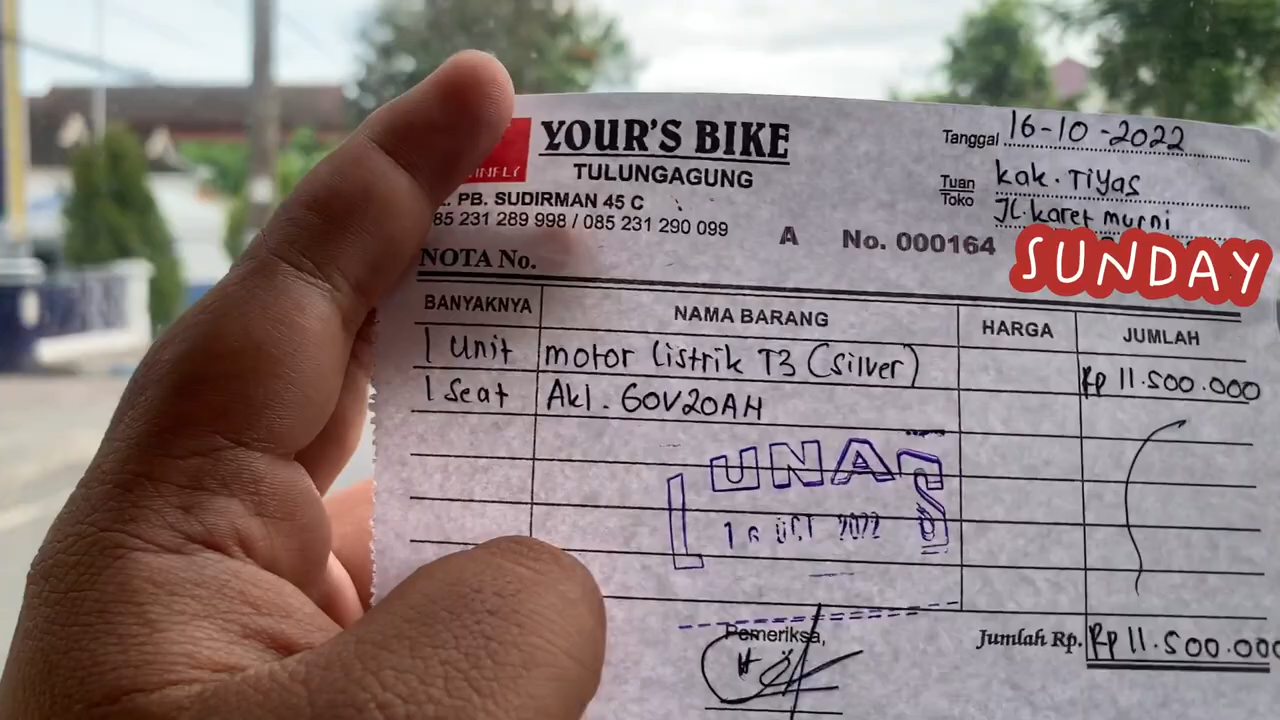 YOUR'S BIKE
TULUNGAGUNG
PB. SUDIRMAN 45 C
85 231 289 998 / 085 231 290 099
Tanggal 16-10-2022
Tuan Toko kak. Tiyas
Jl. karet murni
A No. 000164
SUNDAY
NOTA No.
BANYAKNYA NAMA BARANG HARGA JUMLAH
1 Unit motor listrik T3 (Silver) Rp 11.500.000
1 Seat Akl. 60V20AH
LUNAS
16 OCT 2022
Pemeriksa,
Jumlah Rp. Rp 11.500.000